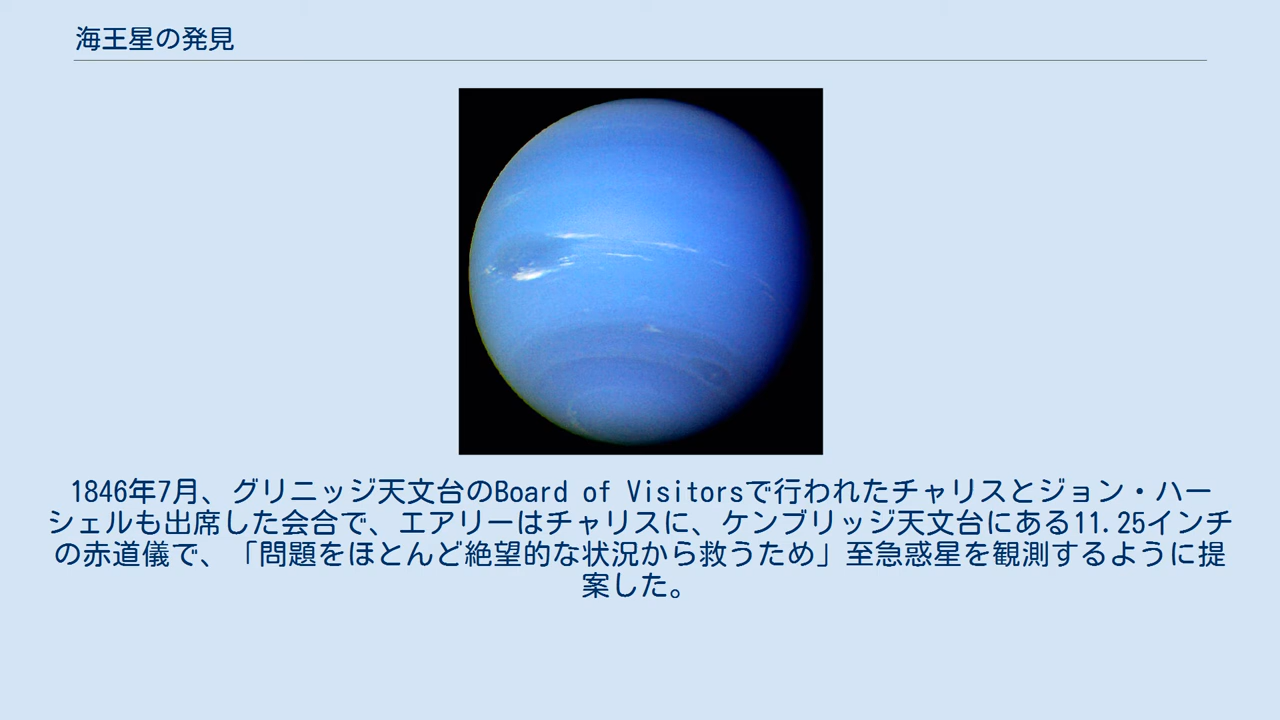 海王星の発見
1846年7月、グリニッジ天文台のBoard of Visitorsで行われたチャリスとジョン・ハー
シェルも出席した会合で、エアリーはチャリスに、ケンブリッジ天文台にある11.25インチ
の赤道儀で、「問題をほとんど絶望的な状況から救うため」至急惑星を観測するように提
案した。